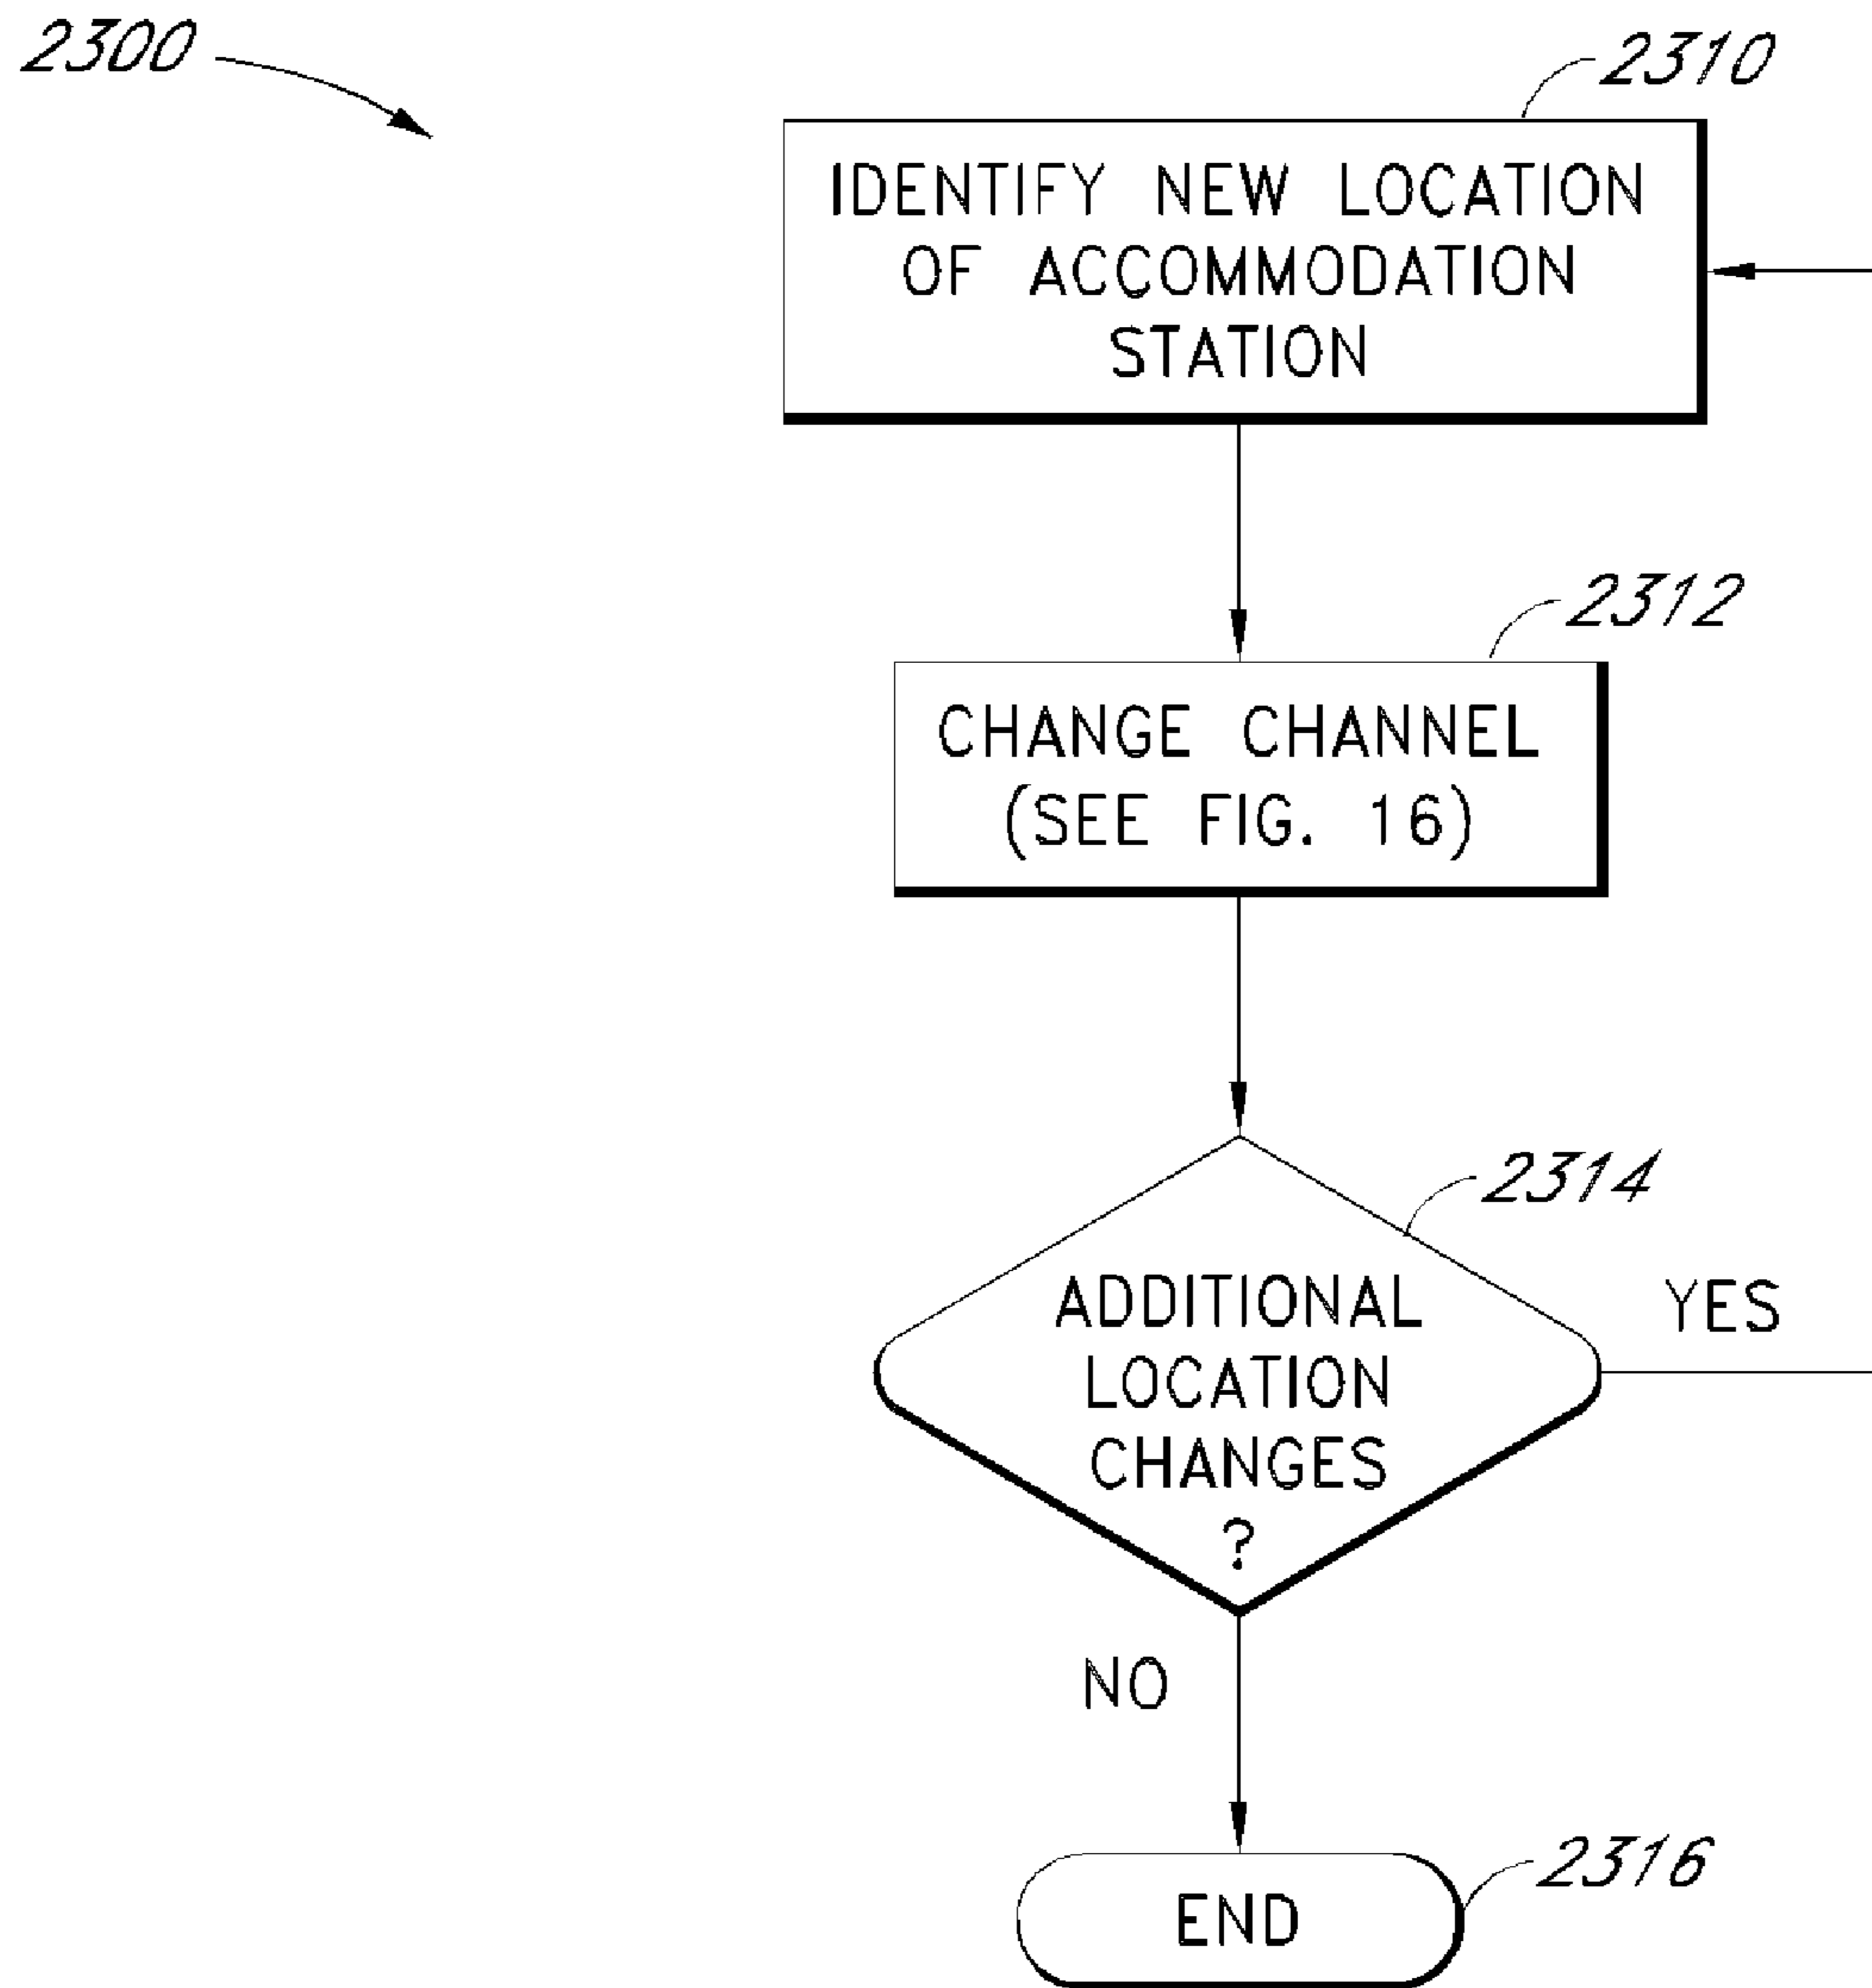 2300
2310
IDENTIFY NEW LOCATION
OF ACCOMMODATION
STATION
2312
CHANGE CHANNEL
(SEE FIG. 16)
2314
ADDITIONAL
LOCATION
CHANGES
?
YES
NO
2316
END